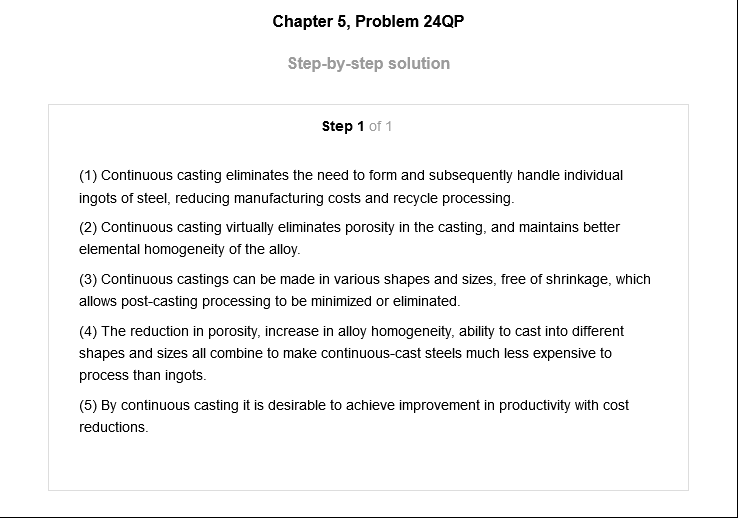 Chapter 5, Problem 24QP
Step-by-step solution
Step 1 of 1
(1) Continuous casting eliminates the need to form and subsequently handle individual
ingots of steel, reducing manufacturing costs and recycle processing.
(2) Continuous casting virtually eliminates porosity in the casting, and maintains better
elemental homogeneity of the alloy.
(3) Continuous castings can be made in various shapes and sizes, free of shrinkage, which
allows post-casting processing to be minimized or eliminated.
(4) The reduction in porosity, increase in alloy homogeneity, ability to cast into different
shapes and sizes all combine to make continuous-cast steels much less expensive to
process than ingots.
(5) By continuous casting it is desirable to achieve improvement in productivity with cost
reductions.